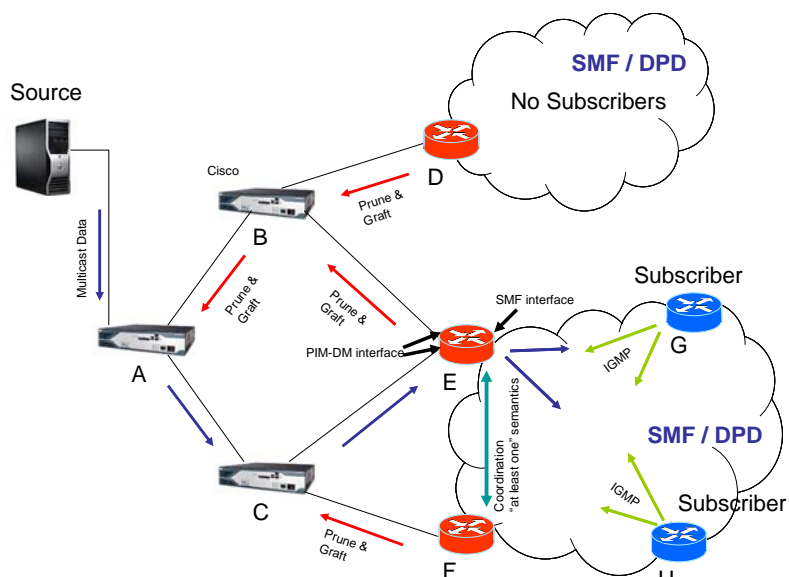 SMF / DPD
No Subscribers
Source
D
Cisco
Prune &
Graft
B
Multicast Data
Prune &
Graft
Prune &
Graft
SMF interface
Subscriber
PIM-DM interface
A
E
G
IGMP
Coordination
"at least one" semantics
SMF / DPD
C
IGMP
Subscriber
Prune &
Graft
F
H